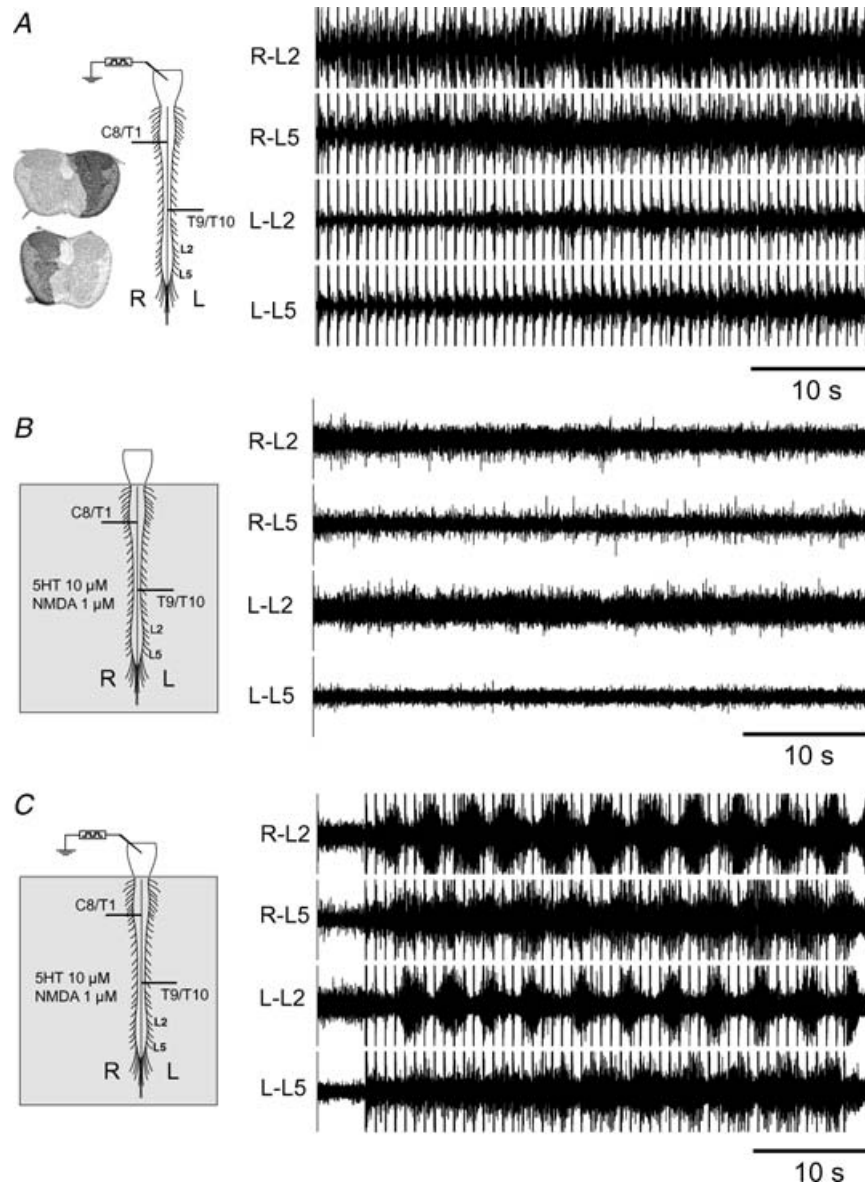 A
C8/T1
T9/T10
L2
L5
R L
R-L2
R-L5
L-L2
L-L5
10 s
B
C8/T1
5HT 10 µM
NMDA 1 µM
T9/T10
L2
L5
R L
R-L2
R-L5
L-L2
L-L5
10 s
C
C8/T1
5HT 10 µM
NMDA 1 µM
T9/T10
L2
L5
R L
R-L2
R-L5
L-L2
L-L5
10 s